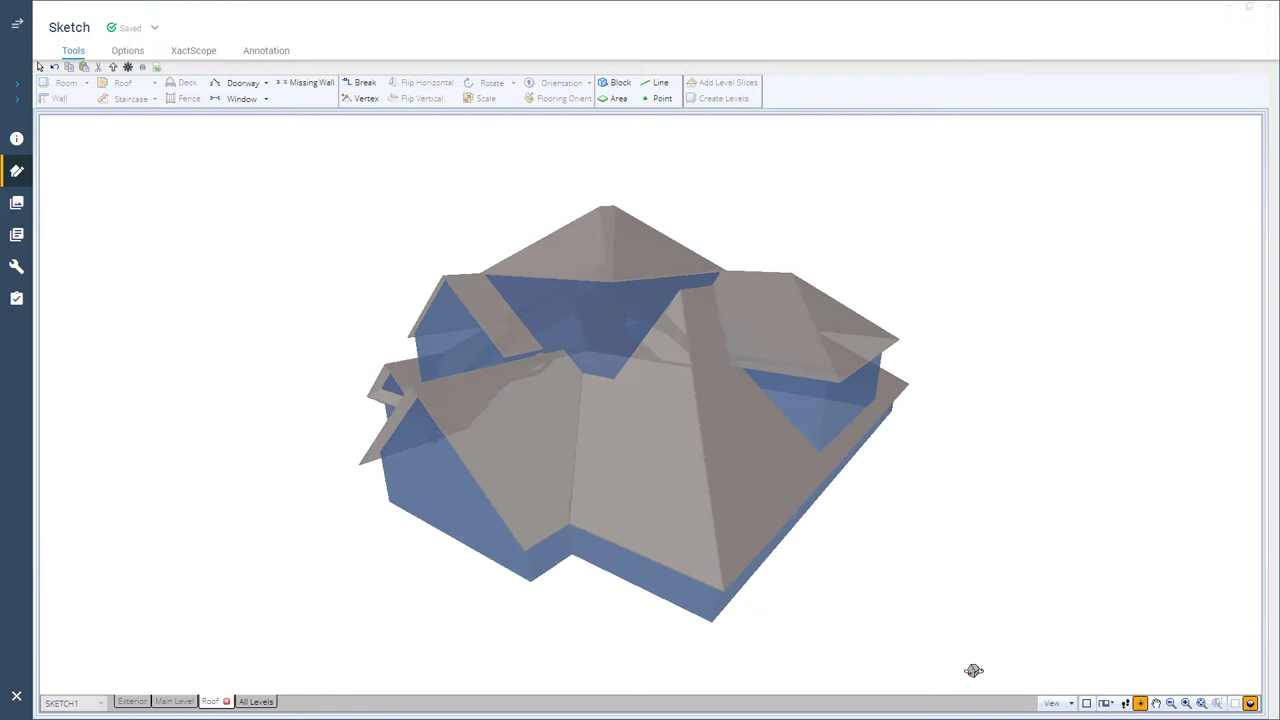 Sketch Saved
Tools Options XactScope Annotation
Room Roof Deck Doorway Missing Wall Break Flip Horizontal Rotate Orientation Block Line Add Level Slices
Wall Staircase Fence Window Vertex Flip Vertical Scale Flooring Orient Area Point Create Levels
SKETCH1 Exterior Main Level Roof All Levels View